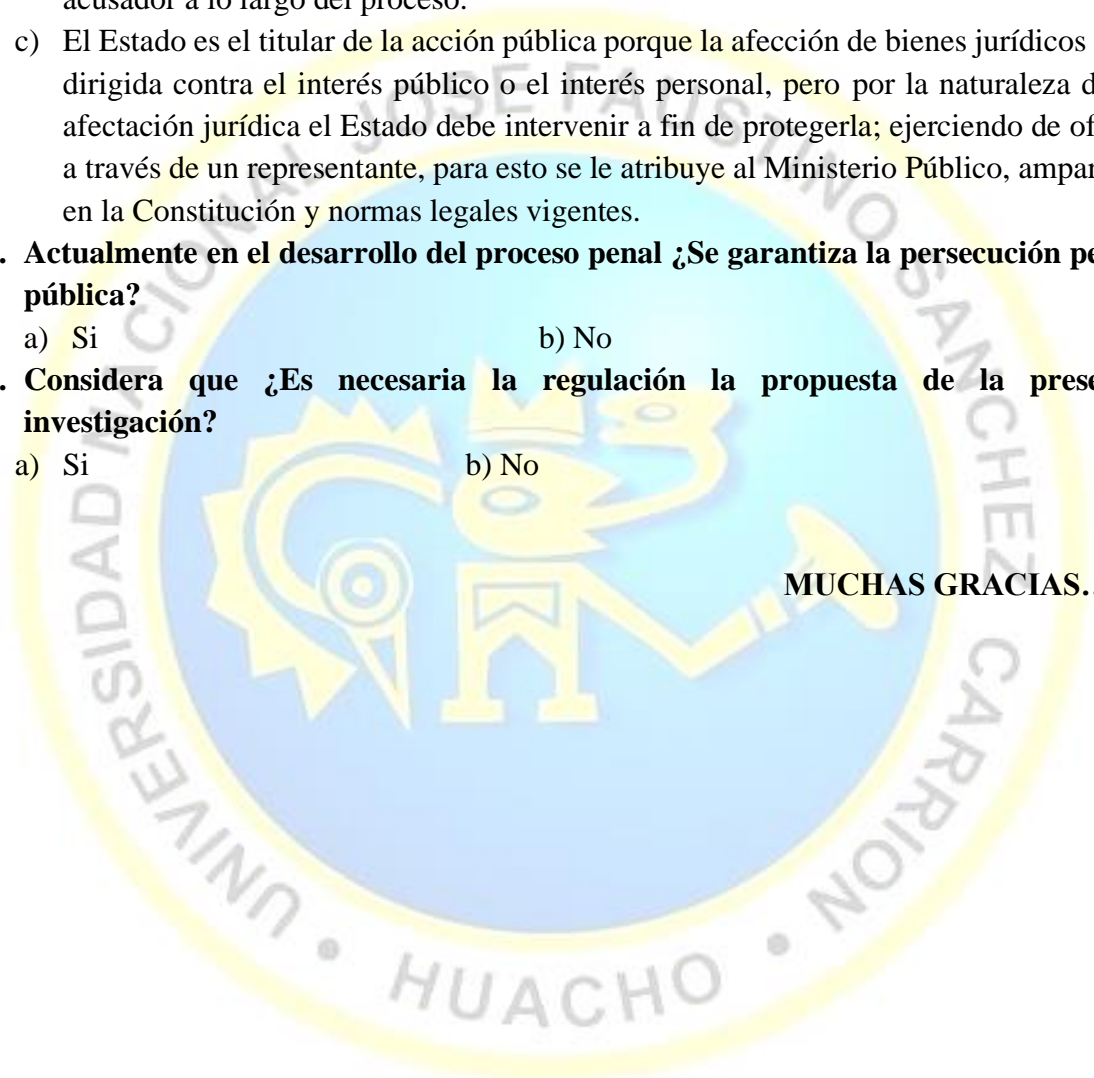 acusador a lo largo del proceso.
c) El Estado es el titular de la acción pública porque la afección de bienes jurídicos
dirigida contra el interés público o el interés personal, pero por la naturaleza d
afectación jurídica el Estado debe intervenir a fin de protegerla; ejerciendo de of
a través de un representante, para esto se le atribuye al Ministerio Público, ampar
en la Constitución y normas legales vigentes.
. Actualmente en el desarrollo del proceso penal ¿Se garantiza la persecución pe
pública?
a) Si b) No
. Considera que ¿Es necesaria la regulación la propuesta de la prese
investigación?
a) Si b) No
MUCHAS GRACIAS..
UNIVERSIDAD NACIONAL JOSE FAUSTINO SANCHEZ CARRION
• HUACHO •